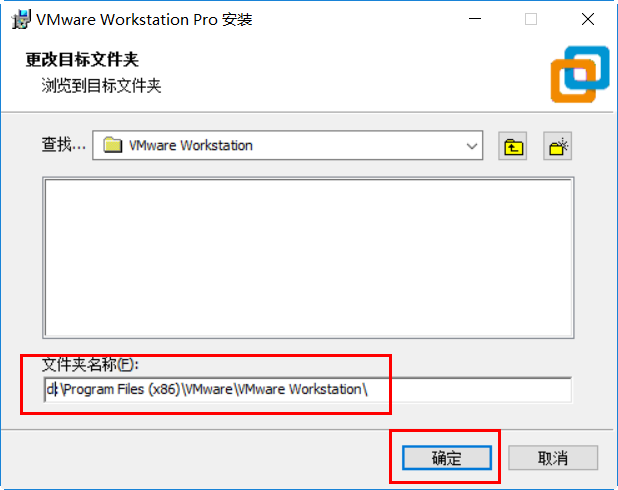 VMware Workstation Pro 安装
更改目标文件夹
浏览到目标文件夹
查找... VMware Workstation
文件夹名称(F):
d:\Program Files (x86)\VMware\VMware Workstation\
确定 取消